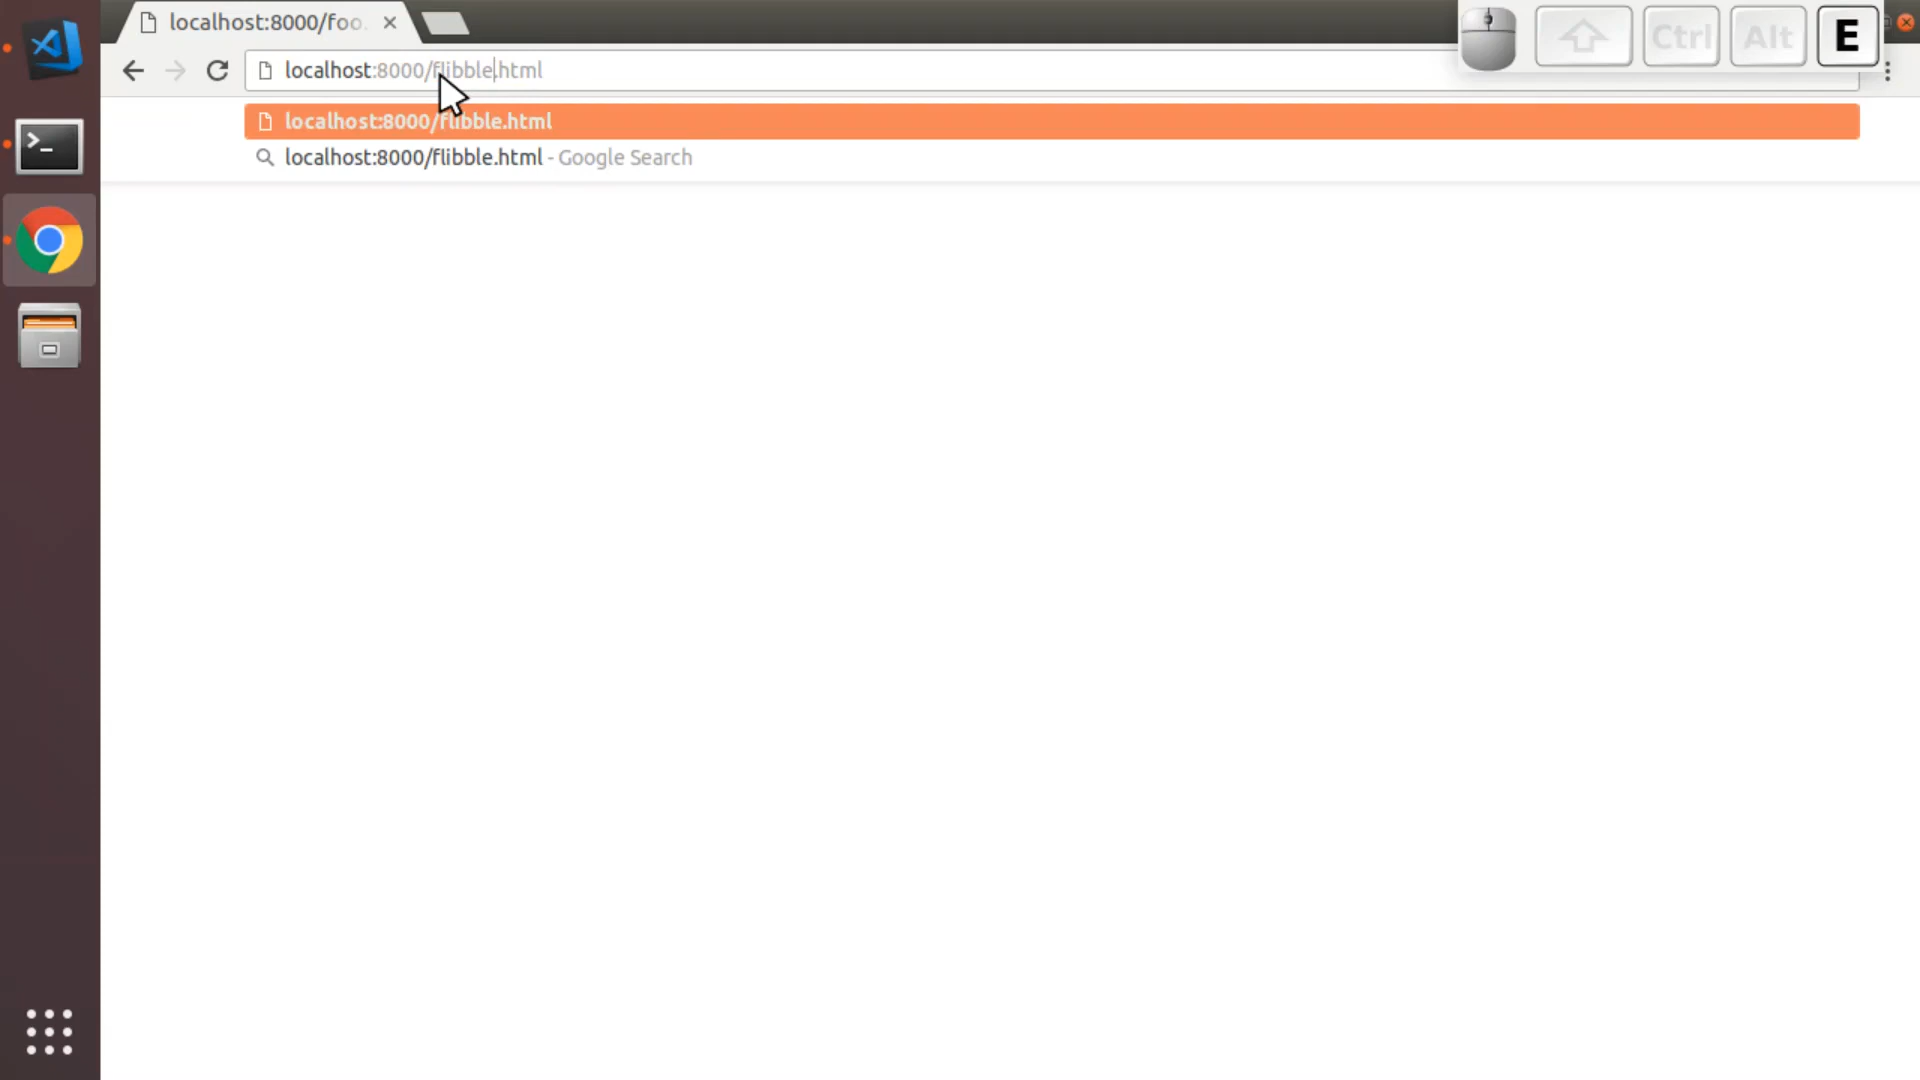 localhost:8000/foo.
Ctrl
Alt
E
localhost:8000/flibble.html
localhost:8000/flibble.html
localhost:8000/flibble.html - Google Search